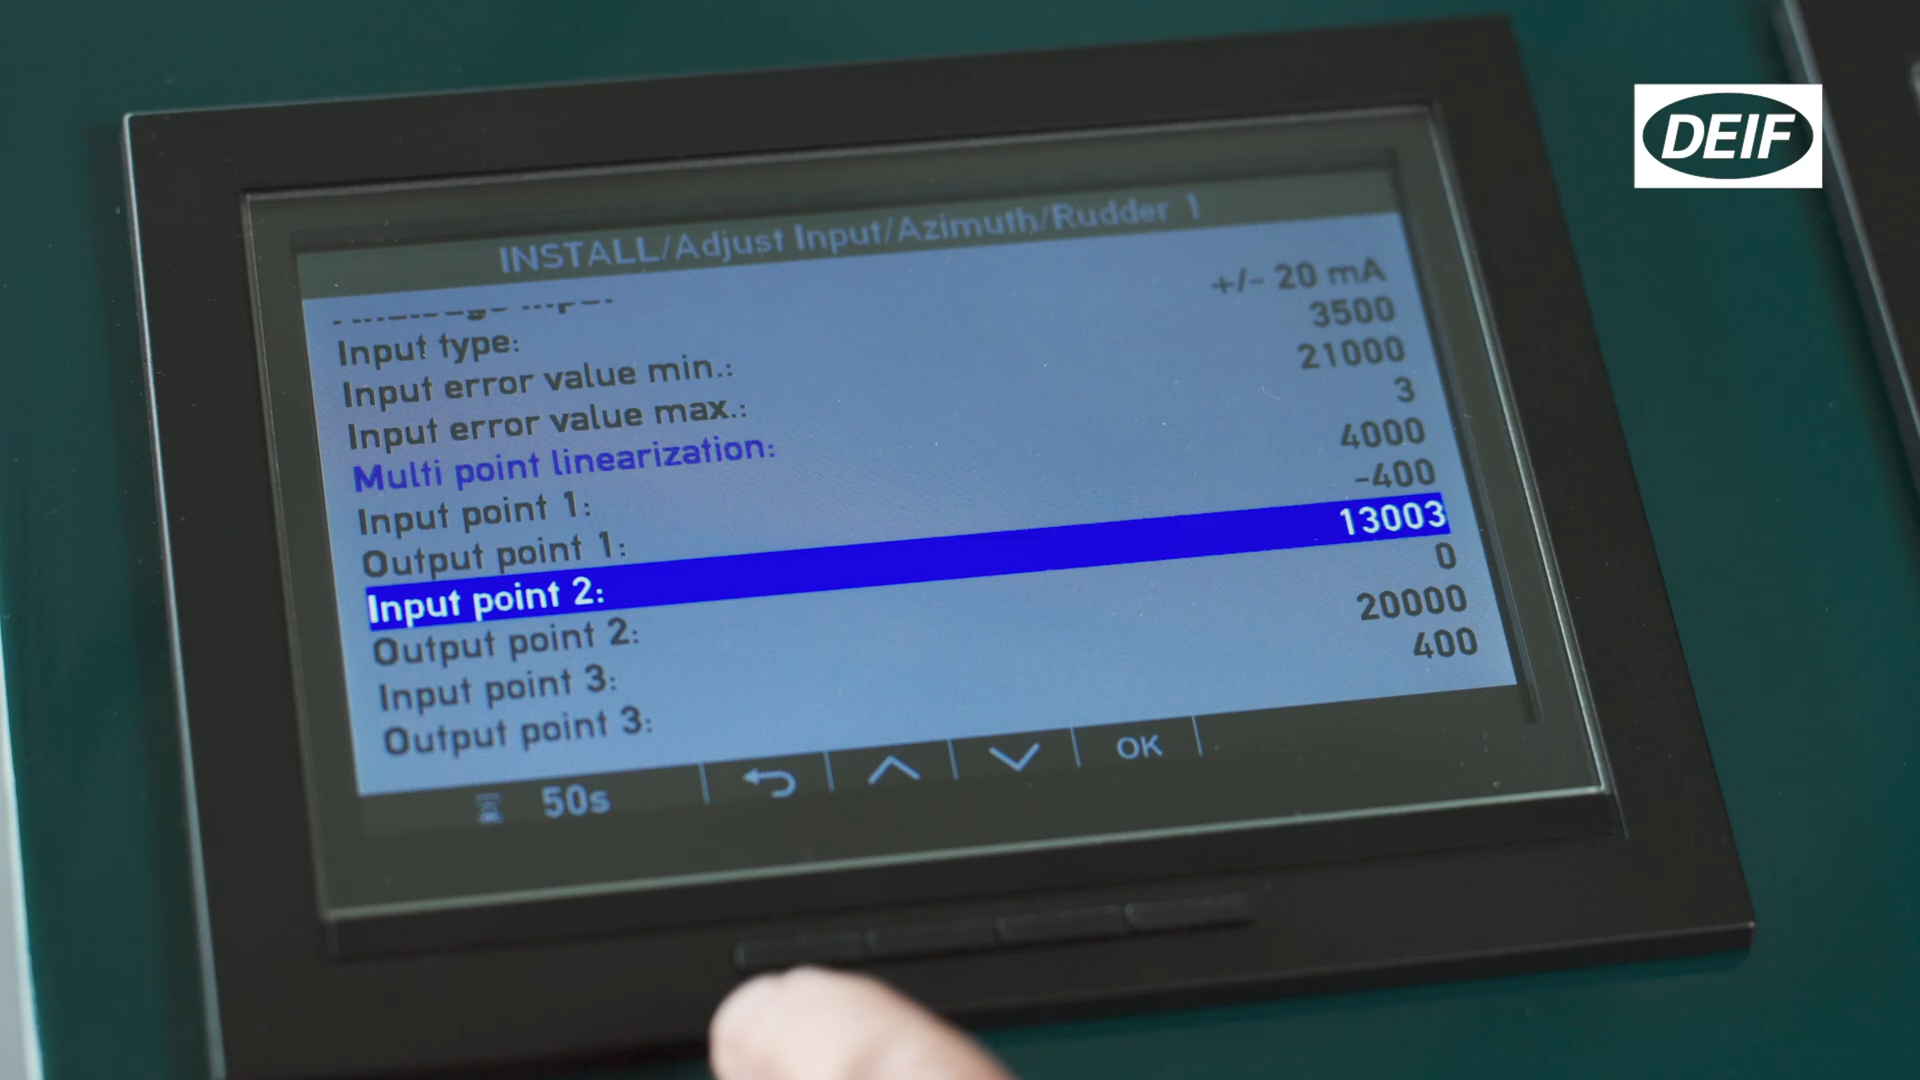 DEIF
INSTALL/Adjust Input/Azimuth/Rudder 1
Input type: +/- 20 mA
Input error value min.: 3500
Input error value max.: 21000
Multi point linearization: 3
Input point 1: 4000
Output point 1: -400
Input point 2: 13003
Output point 2: 0
Input point 3: 20000
Output point 3: 400
50s OK